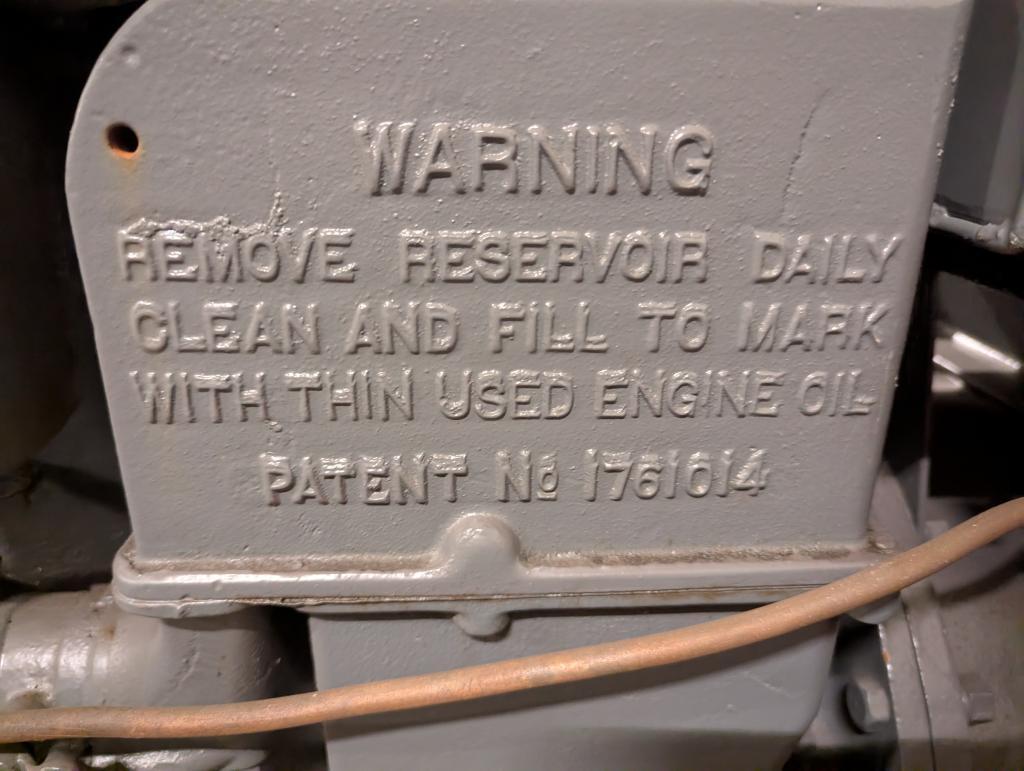 WARNING
REMOVE RESERVOIR DAILY
CLEAN AND FILL TO MARK
WITH THIN USED ENGINE OIL
PATENT No 1761014